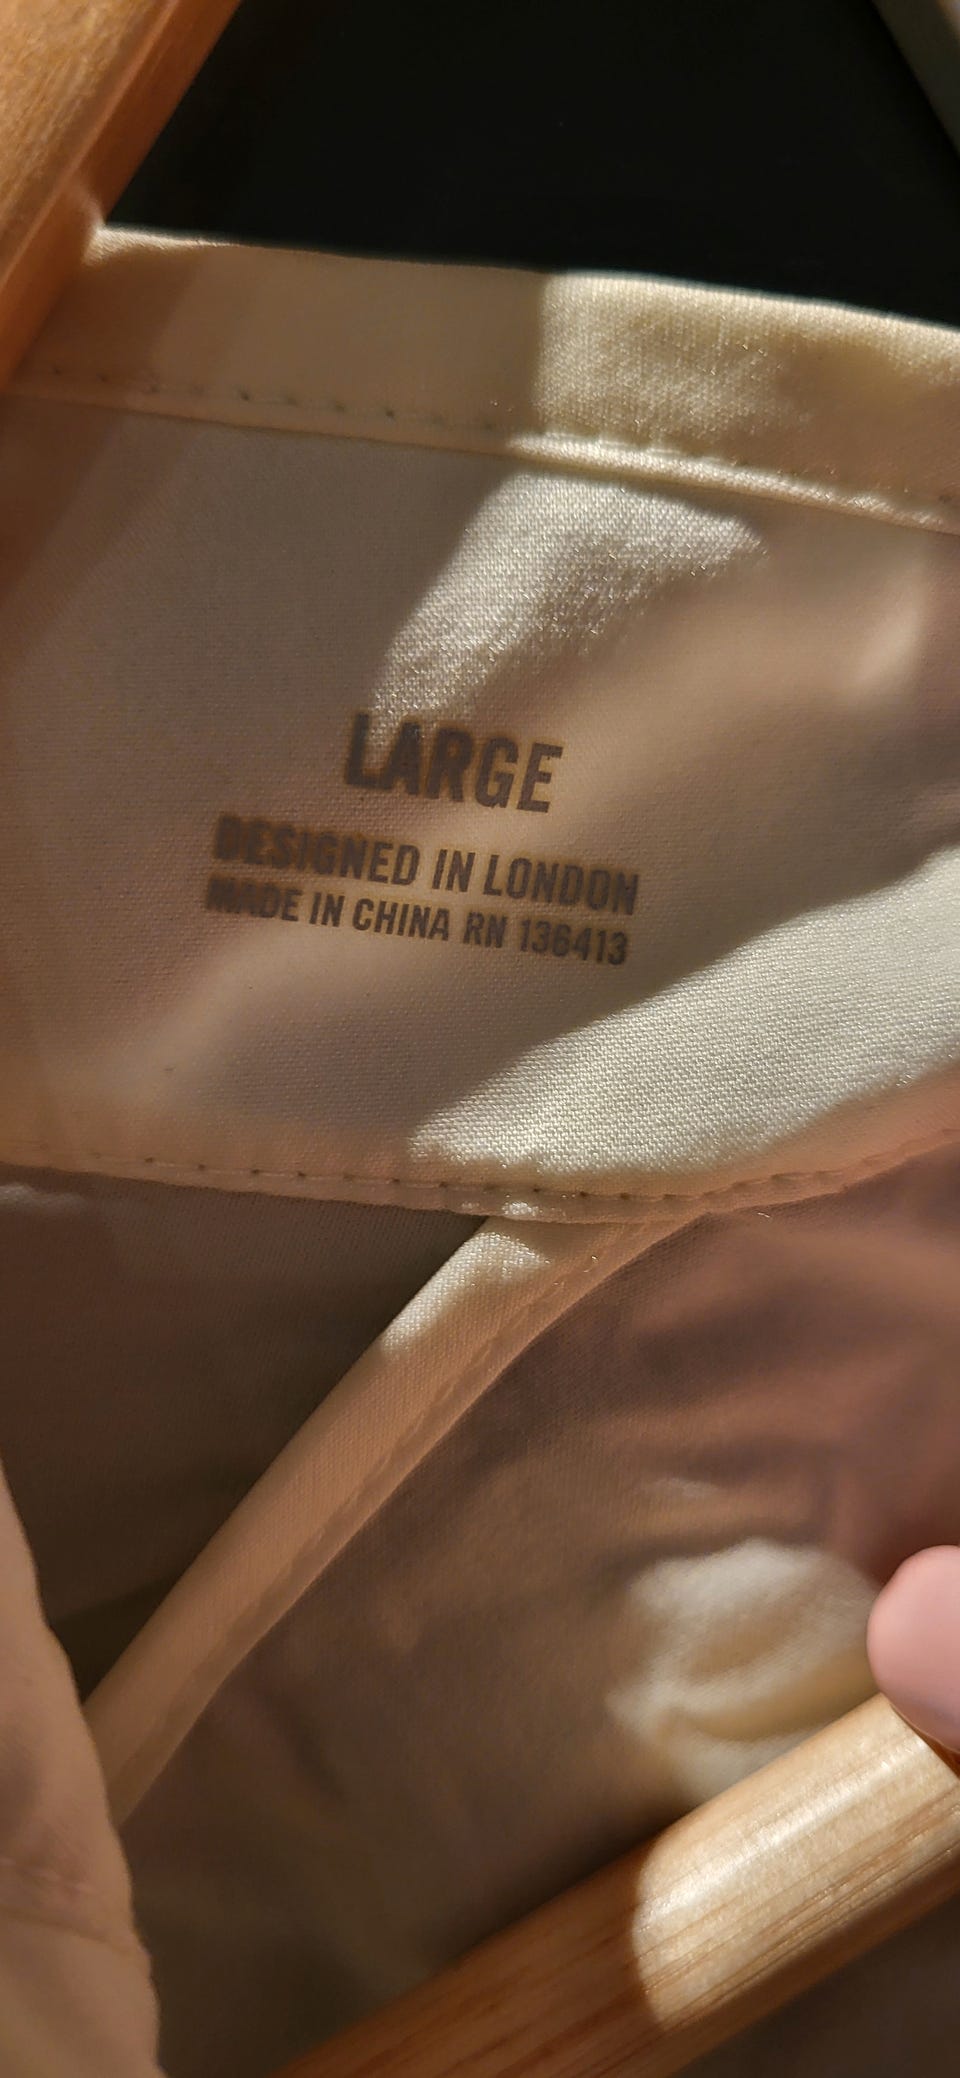 LARGE
DESIGNED IN LONDON
MADE IN CHINA RN 136413